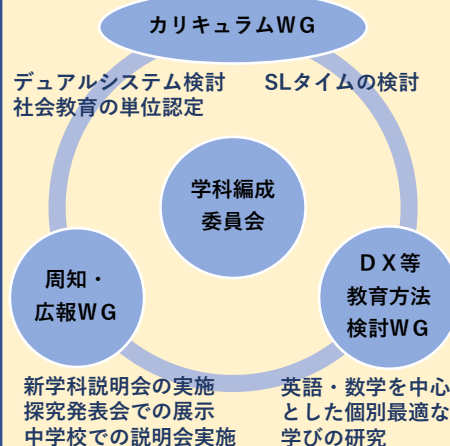 カリキュラムWG
デュアルシステム検討
社会教育の単位認定
SLタイムの検討
学科編成
委員会
周知・
広報WG
ＤＸ等
教育方法
検討WG
新学科説明会の実施
探究発表会での展示
中学校での説明会実施
英語・数学を中心
とした個別最適な
学びの研究